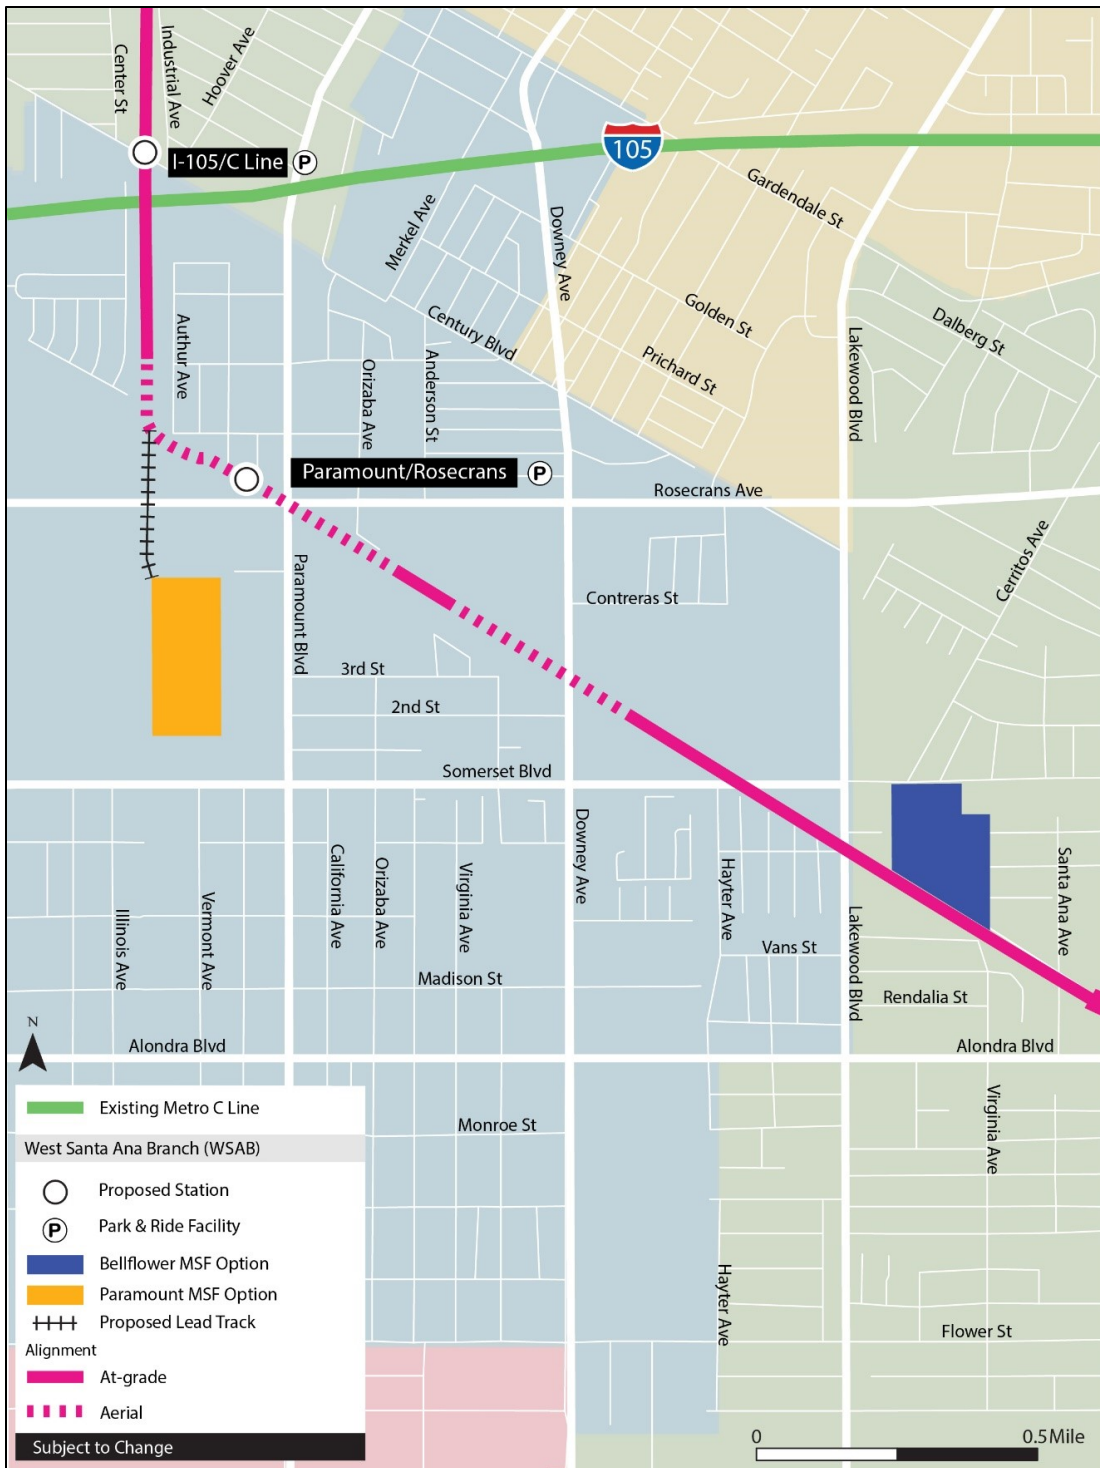 Center St
Industrial Ave
Hoover Ave
I-105/C Line
P
105
Gardendale St
Merkel Ave
Downey Ave
Golden St
Dalberg St
Century Blvd
Prichard St
Authur Ave
Orizaba Ave
Anderson St
Lakewood Blvd
Paramount/Rosecrans
P
Rosecrans Ave
Cerritos Ave
Paramount Blvd
Contreras St
3rd St
2nd St
Somerset Blvd
Downey Ave
California Ave
Orizaba Ave
Virginia Ave
Hayter Ave
Santa Ana Ave
Illinois Ave
Vermont Ave
Vans St
Lakewood Blvd
Madison St
Rendalia St
N
Alondra Blvd
Alondra Blvd
Existing Metro C Line
Monroe St
Virginia Ave
West Santa Ana Branch (WSAB)
Proposed Station
P Park & Ride Facility
Bellflower MSF Option
Paramount MSF Option
Hayter Ave
Proposed Lead Track
Flower St
Alignment
At-grade
Aerial
Subject to Change
0 0.5Mile